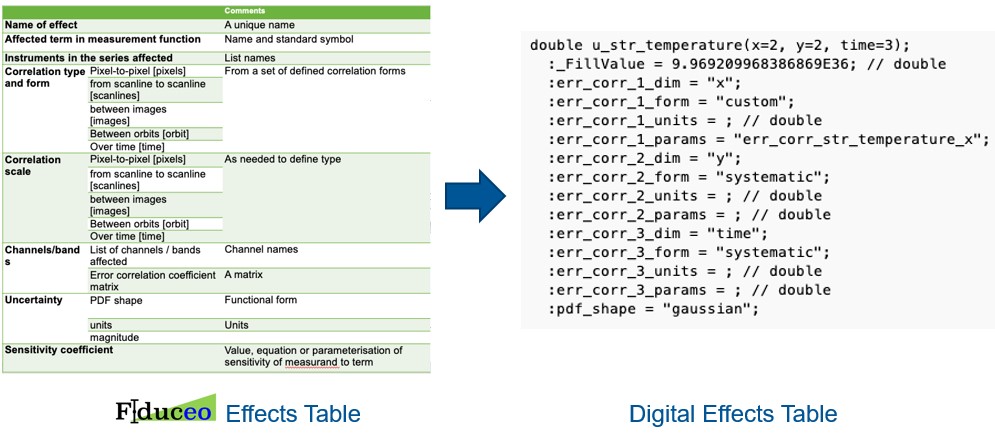 Comments
Name of effect A unique name
Affected term in measurement function Name and standard symbol
Instruments in the series affected List names
Correlation type and form Pixel-to-pixel [pixels] From a set of defined correlation forms
from scanline to scanline [scanlines]
between images [images]
Between orbits [orbit]
Over time [time]
Correlation scale Pixel-to-pixel [pixels] As needed to define type
from scanline to scanline [scanlines]
between images [images]
Between orbits [orbit]
Over time [time]
Channels/bands List of channels / bands affected Channel names
Error correlation coefficient matrix A matrix
Uncertainty PDF shape Functional form
units Units
magnitude
Sensitivity coefficient Value, equation or parameterisation of sensitivity of measurand to term
Fiduceo Effects Table
double u_str_temperature(x=2, y=2, time=3);
:_FillValue = 9.969209968386869E36; // double
:err_corr_1_dim = "x";
:err_corr_1_form = "custom";
:err_corr_1_units = ; // double
:err_corr_1_params = "err_corr_str_temperature_x";
:err_corr_2_dim = "y";
:err_corr_2_form = "systematic";
:err_corr_2_units = ; // double
:err_corr_2_params = ; // double
:err_corr_3_dim = "time";
:err_corr_3_form = "systematic";
:err_corr_3_units = ; // double
:err_corr_3_params = ; // double
:pdf_shape = "gaussian";
Digital Effects Table